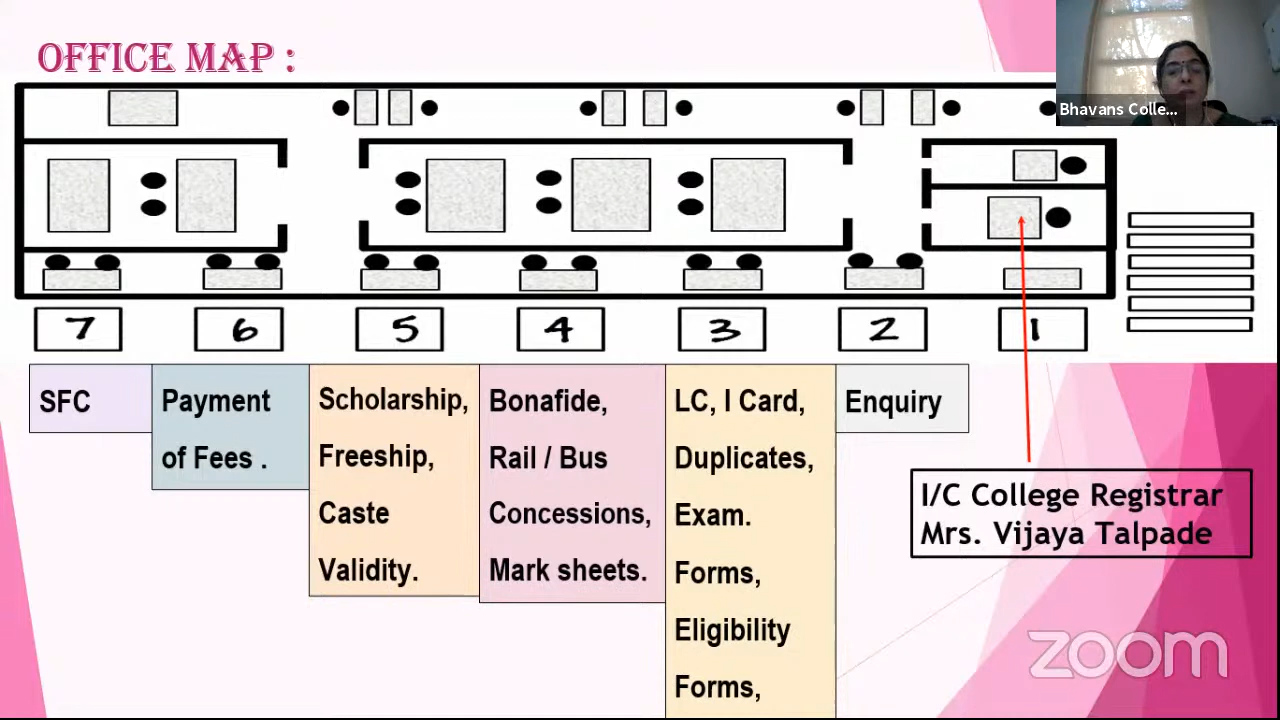 OFFICE MAP :
Bhavans Colle...
7 6 5 4 3 2 1
SFC
Payment
of Fees .
Scholarship,
Freeship,
Caste
Validity.
Bonafide,
Rail / Bus
Concessions,
Mark sheets.
LC, I Card,
Duplicates,
Exam.
Forms,
Eligibility
Forms,
Enquiry
I/C College Registrar
Mrs. Vijaya Talpade
zoom